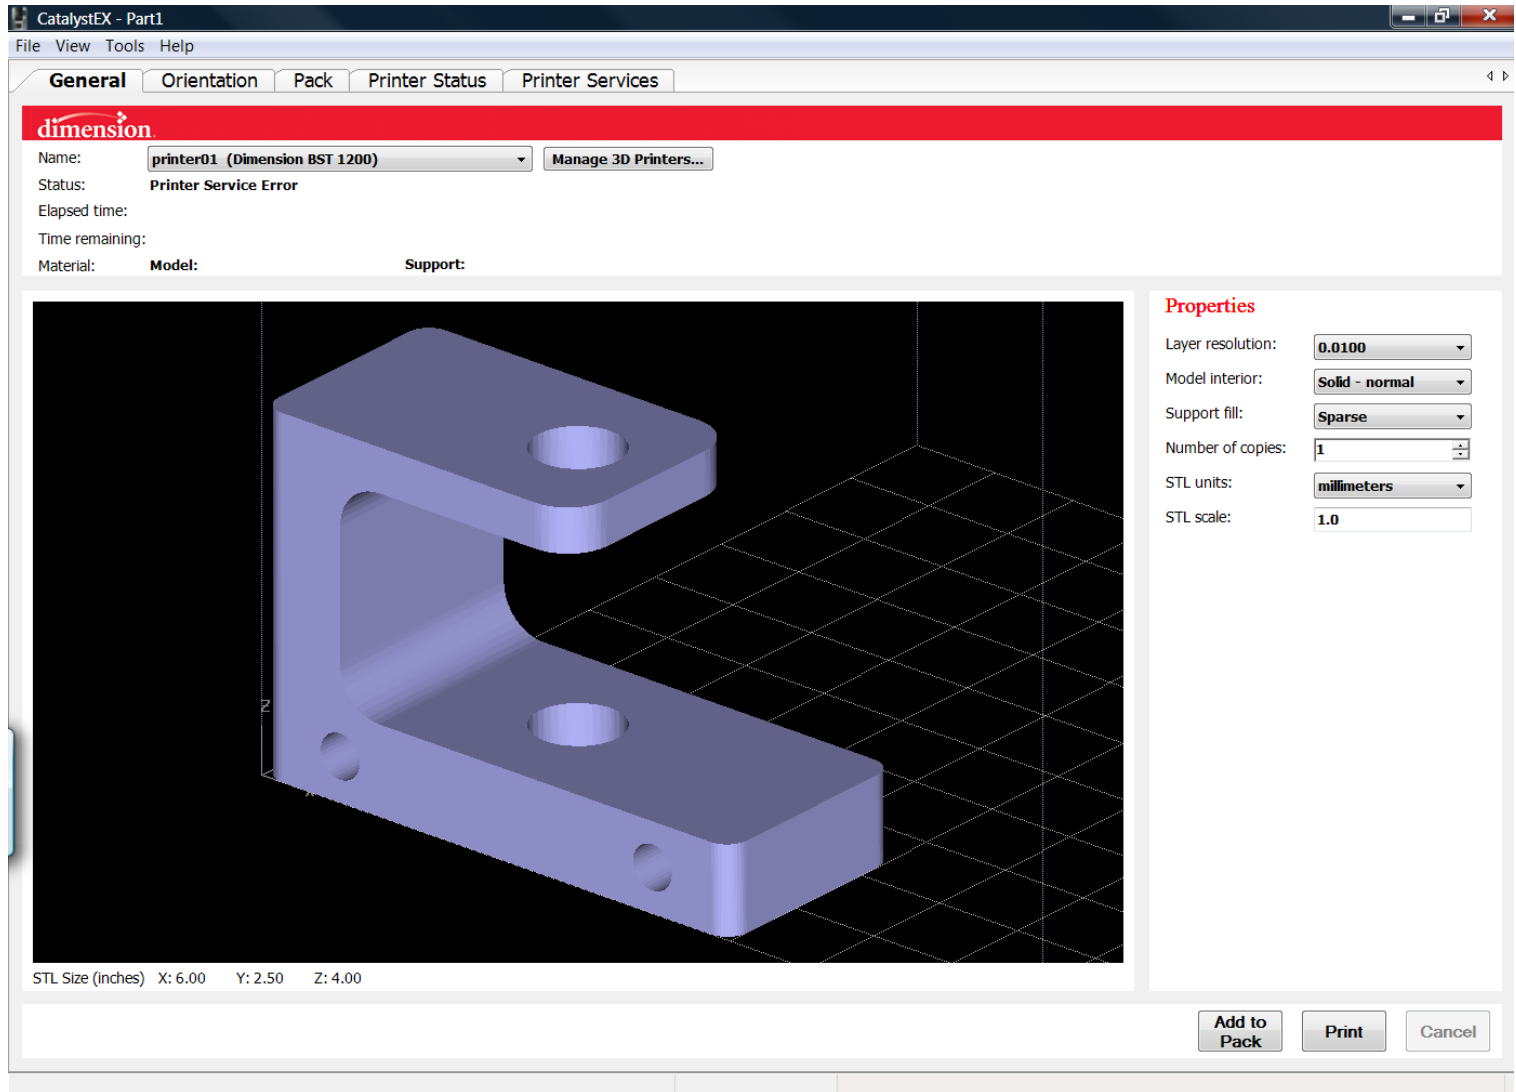 CatalystEX - Part1
File View Tools Help
General Orientation Pack Printer Status Printer Services
dimension.
Name: printer01 (Dimension BST 1200) Manage 3D Printers...
Status: Printer Service Error
Elapsed time:
Time remaining:
Material: Model: Support:
Properties
Layer resolution: 0.0100
Model interior: Solid - normal
Support fill: Sparse
Number of copies: 1
STL units: millimeters
STL scale: 1.0
Z
STL Size (inches) X: 6.00 Y: 2.50 Z: 4.00
Add to
Pack
Print
Cancel